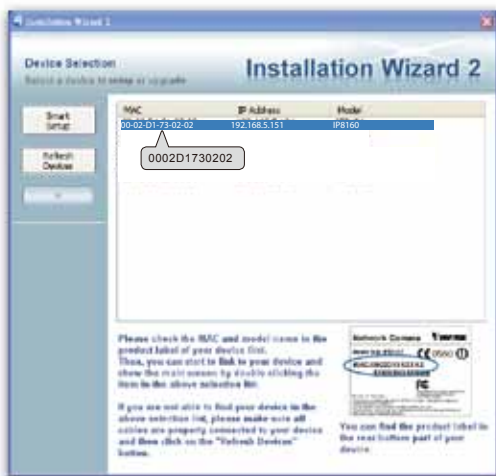 Installation Wizard 2
Device Selection
Installation Wizard 2
Select a device to setup or upgrade
Smart
Setup
MAC IP Address Model
00-02-D1-73-02-02 192.168.5.151 IP8160
0002D1730202
Refresh
Devices
Please check the MAC and model name in the
product label of your device first.
Then, you can start to link to your device and
show the main screen by double clicking the
item in the above selection list.
If you are not able to find your device in the
above selection list, please make sure all
cables are properly connected to your device
and then click on the "Refresh Devices"
button.
Network Camera
You can find the product label in
the rear/bottom part of your
device.